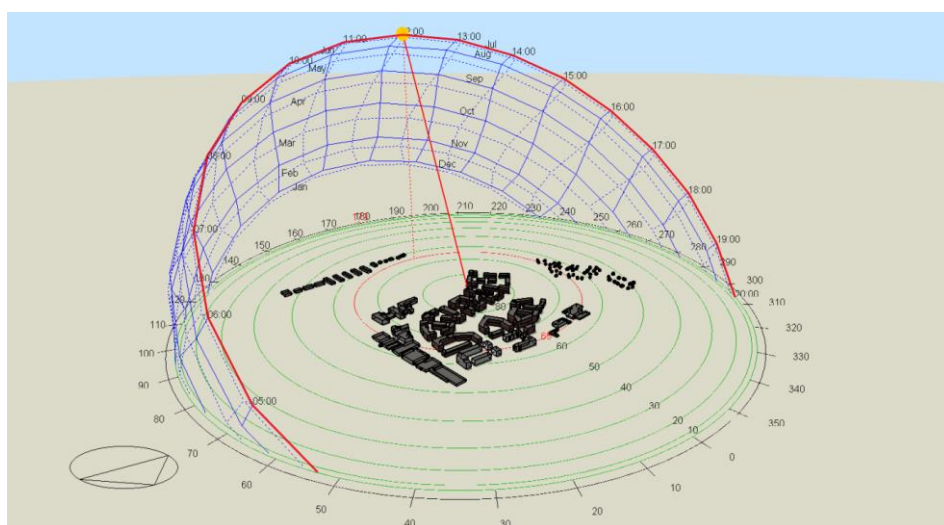 11:00 12:00 13:00 Jul 14:00
10:00 Jun May Aug
09:00 Apr Sep 15:00
Oct 16:00
08:00 Mar Nov 17:00
Feb Dec
Jan 18:00
07:00 150 160 170 180 190 200 210 220 230 240 250 260 270 280 19:00
140 290
130 300
120 20:00 310
110 06:00 80 320
100 60 330
90 50 340
80 05:00 40 350
70 30
60 20 10 0
50 10
40 30 20